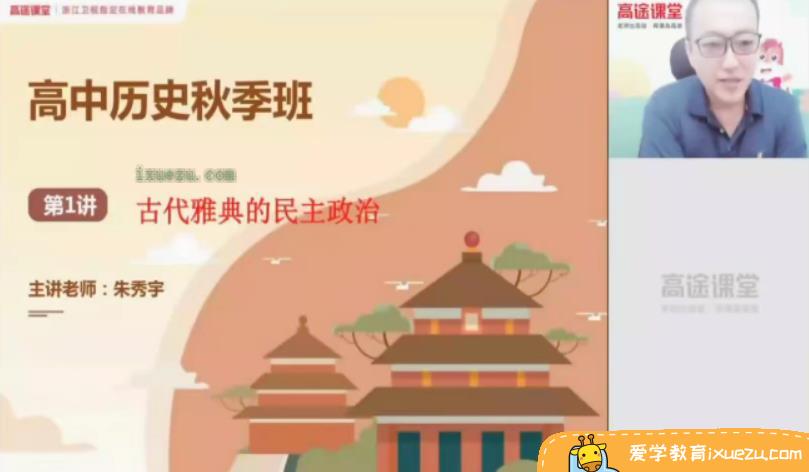 高途课堂 | 浙江卫视指定在线教育品牌
高途课堂
高中历史秋季班
ixuezu.com
第1讲
古代雅典的民主政治
主讲老师：朱秀宇
高途课堂
爱学教育ixuezu.com